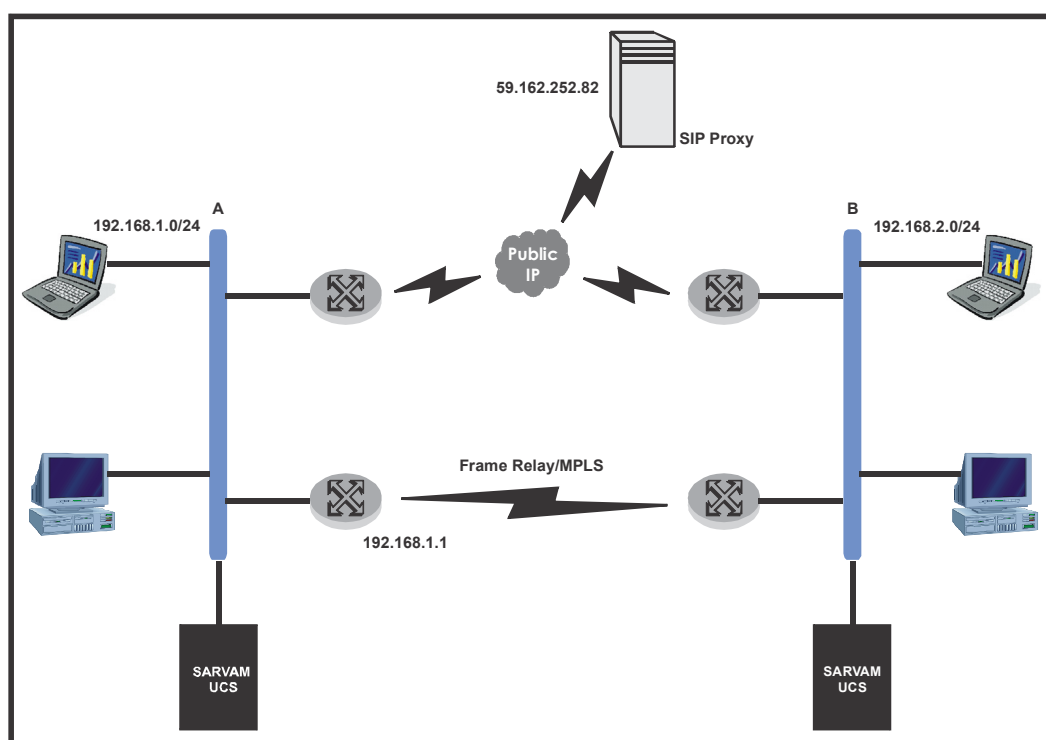 59.162.252.82
SIP Proxy
A
192.168.1.0/24
B
192.168.2.0/24
Public
IP
Frame Relay/MPLS
192.168.1.1
SARVAM
UCS
SARVAM
UCS